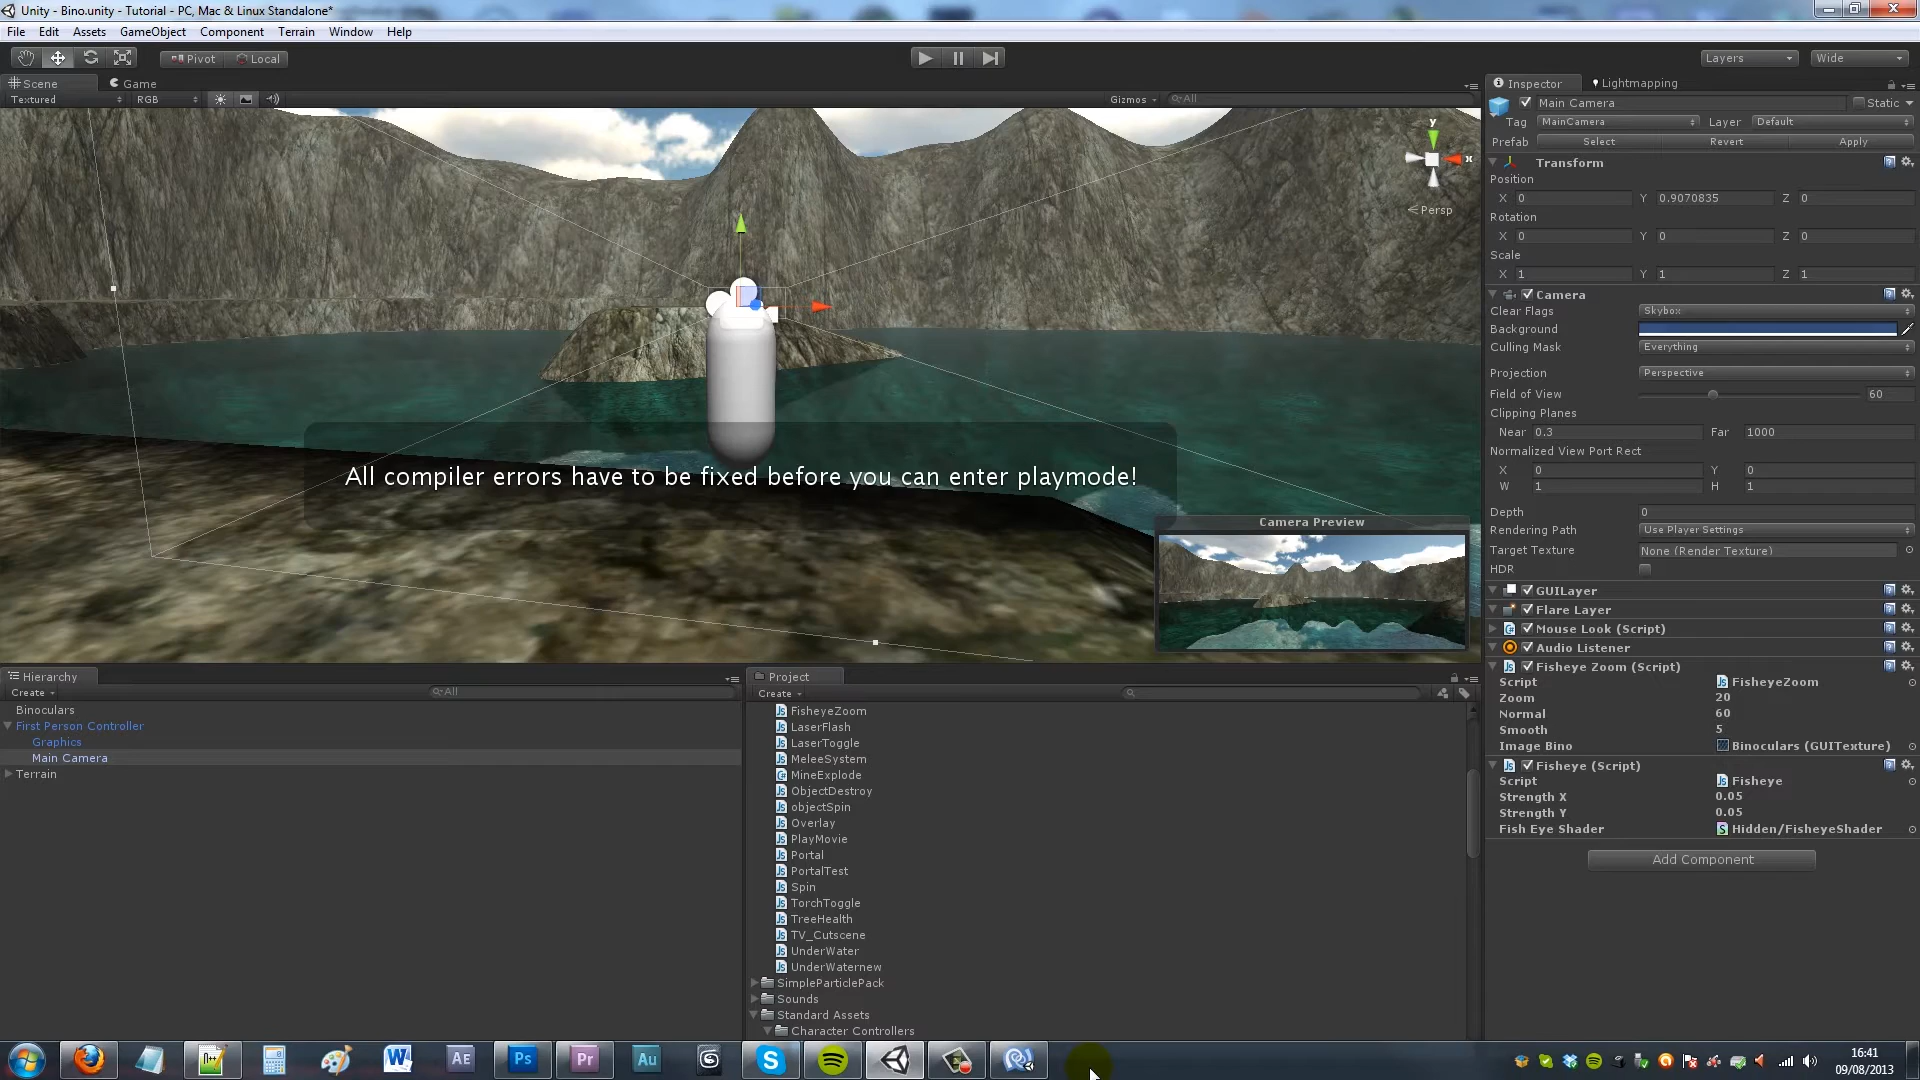 Unity - Bino.unity - Tutorial - PC, Mac & Linux Standalone*
File Edit Assets GameObject Component Terrain Window Help
Pivot Local Layers Wide
Scene Game
Textured RGB Gizmos All
y
x
Persp
All compiler errors have to be fixed before you can enter playmode!
Camera Preview
Inspector Lightmapping
Main Camera Static
Tag MainCamera Layer Default
Prefab Select Revert Apply
Transform
Position
X 0 Y 0.9070835 Z 0
Rotation
X 0 Y 0 Z 0
Scale
X 1 Y 1 Z 1
Camera
Clear Flags Skybox
Background
Culling Mask Everything
Projection Perspective
Field of View 60
Clipping Planes
Near 0.3 Far 1000
Normalized View Port Rect
X 0 Y 0
W 1 H 1
Depth 0
Rendering Path Use Player Settings
Target Texture None (Render Texture)
HDR
GUILayer
Flare Layer
Mouse Look (Script)
Audio Listener
Fisheye Zoom (Script)
Script FisheyeZoom
Zoom 20
Normal 60
Smooth 5
Image Bino Binoculars (GUITexture)
Fisheye (Script)
Script Fisheye
Strength X 0.05
Strength Y 0.05
Fish Eye Shader Hidden/FisheyeShader
Add Component
Hierarchy
Create All
Binoculars
First Person Controller
Graphics
Main Camera
Terrain
Project
Create
FisheyeZoom
LaserFlash
LaserToggle
MeleeSystem
MineExplode
ObjectDestroy
objectSpin
Overlay
PlayMovie
Portal
PortalTest
Spin
TorchToggle
TreeHealth
TV_Cutscene
UnderWater
UnderWaternew
SimpleParticlePack
Sounds
Standard Assets
Character Controllers
W AE Ps Pr Au S
16:41
09/08/2013